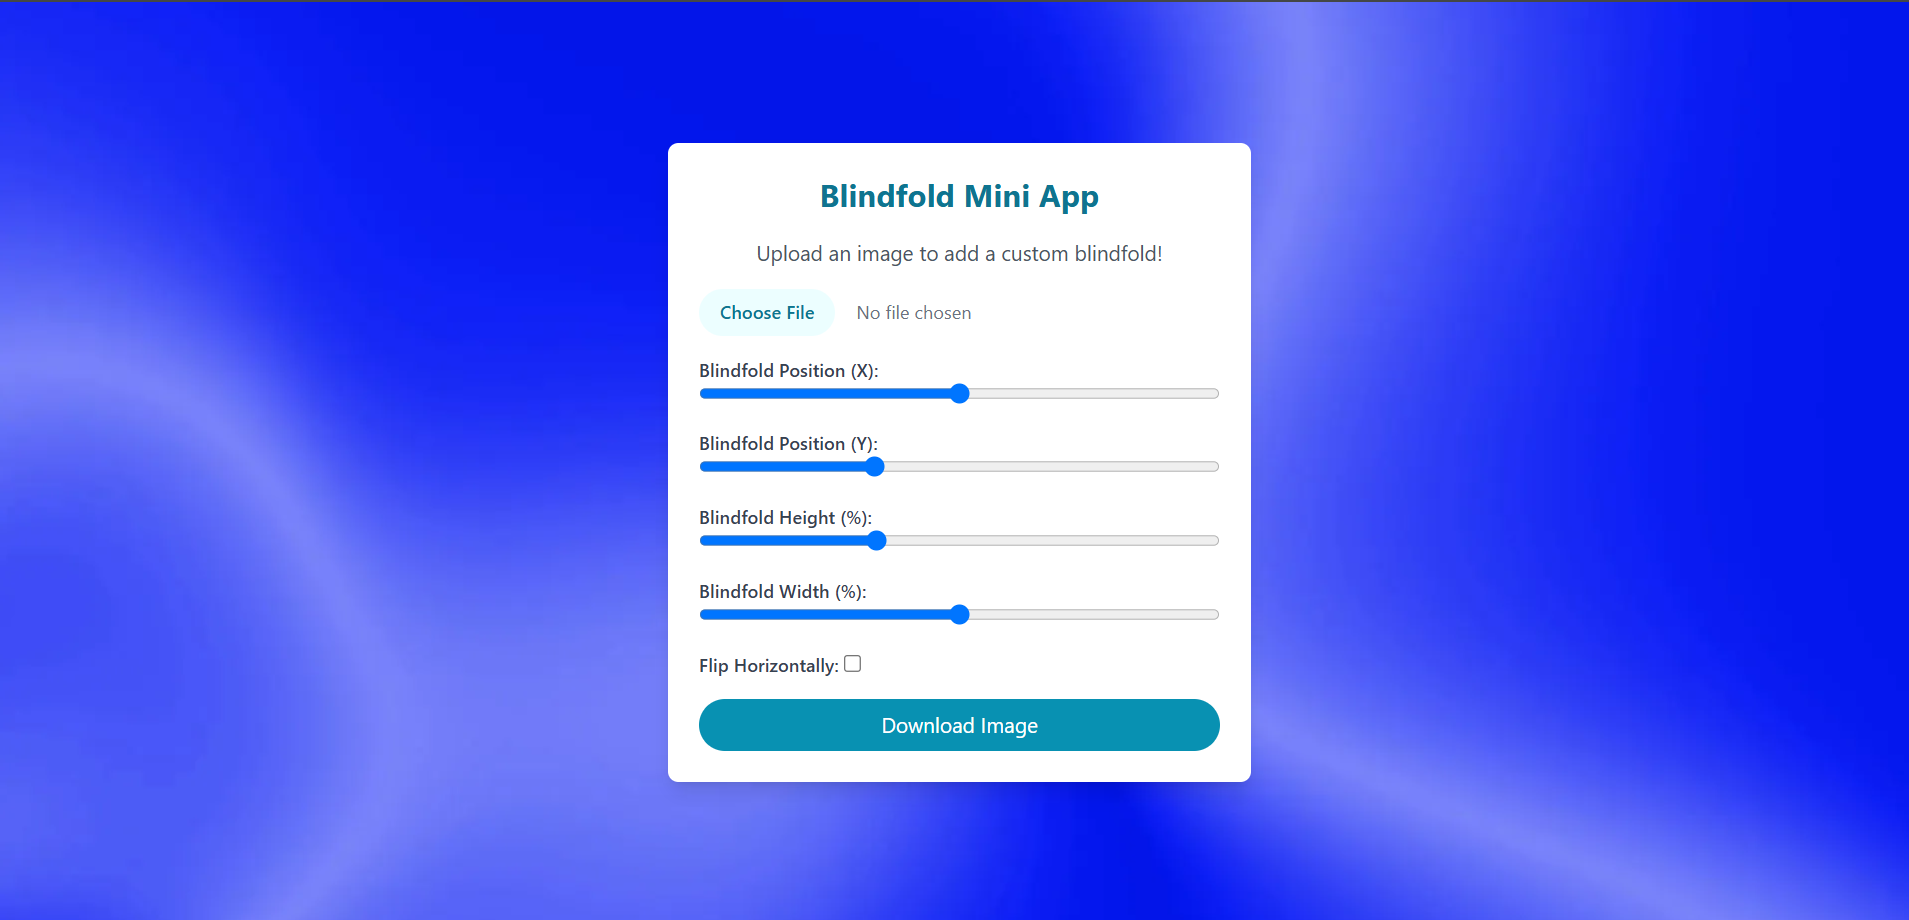 Blindfold Mini App
Upload an image to add a custom blindfold!
Choose File No file chosen
Blindfold Position (X):
Blindfold Position (Y):
Blindfold Height (%):
Blindfold Width (%):
Flip Horizontally:
Download Image